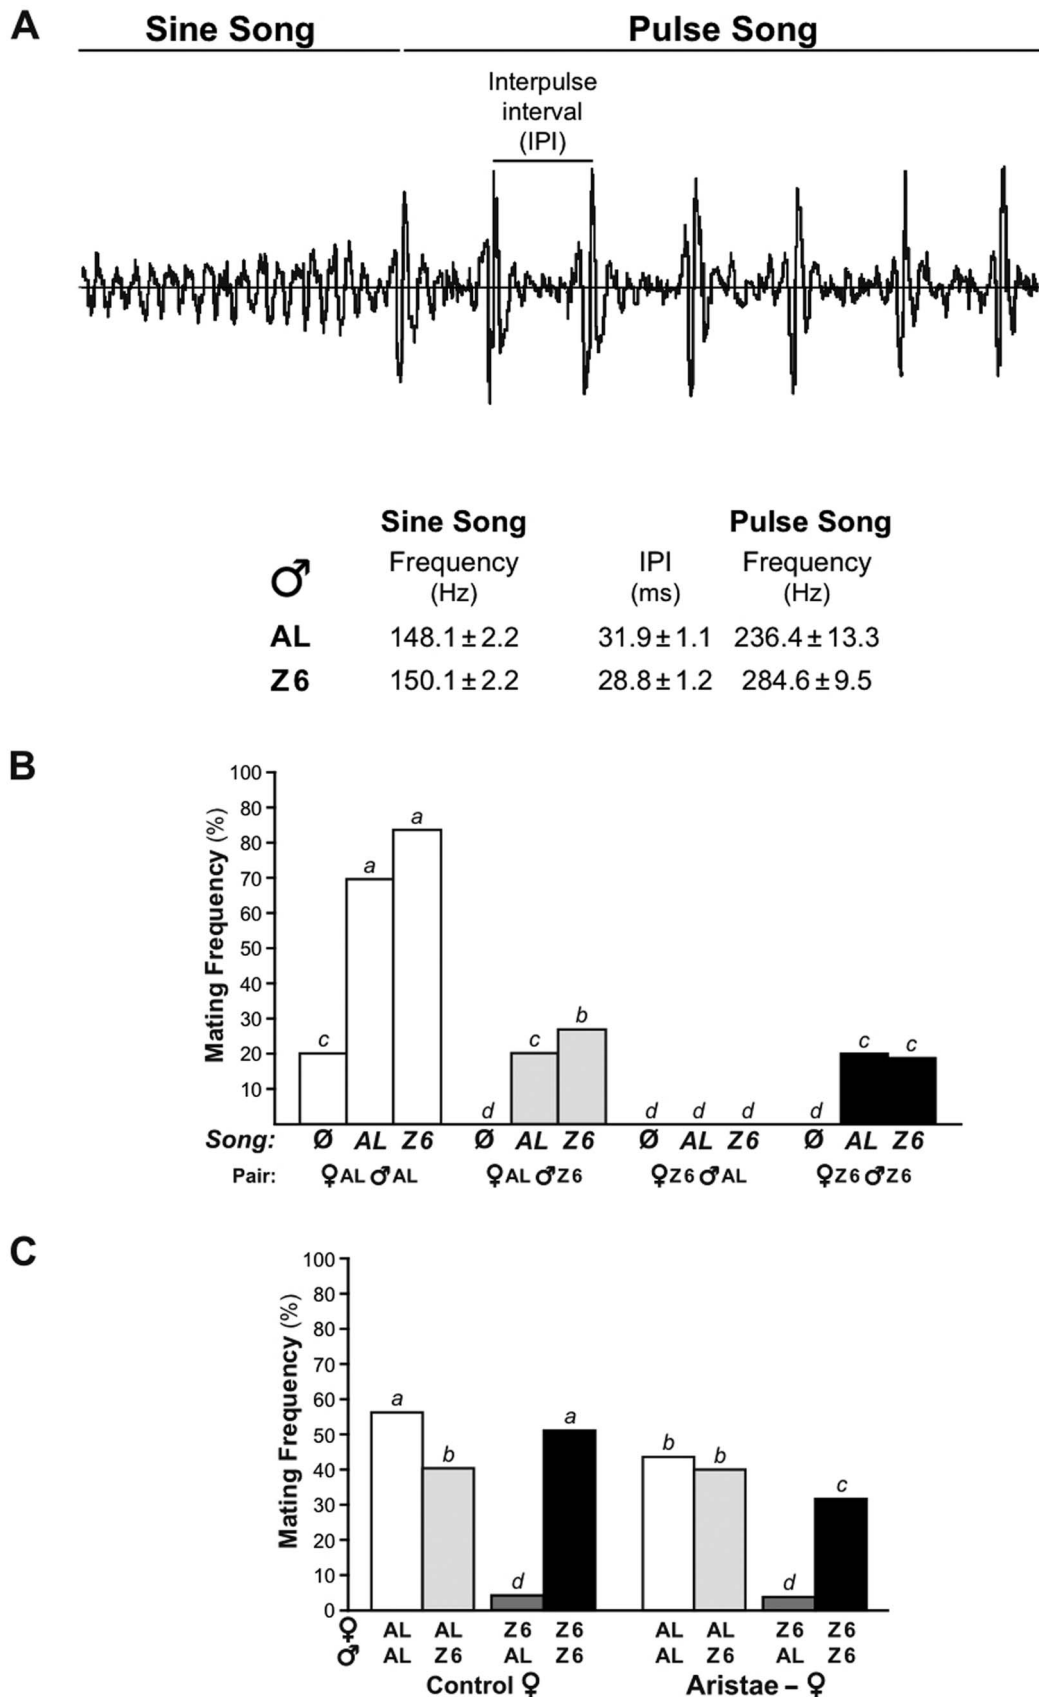 A
Sine Song Pulse Song
Interpulse
interval
(IPI)
Sine Song Pulse Song
♂ Frequency IPI Frequency
(Hz) (ms) (Hz)
AL 148.1 ± 2.2 31.9 ± 1.1 236.4 ± 13.3
Z6 150.1 ± 2.2 28.8 ± 1.2 284.6 ± 9.5
B
Mating Frequency (%)
100
80
80
70
60
50
40
30
20
10
c a a d c b d d d d c c
Song: Ø AL Z6 Ø AL Z6 Ø AL Z6 Ø AL Z6
Pair: ♀AL♂AL ♀AL♂Z6 ♀Z6♂AL ♀Z6♂Z6
C
Mating Frequency (%)
100
80
80
70
60
50
40
30
20
10
0
a b d a b b d c
♀ AL AL Z6 Z6 AL AL Z6 Z6
♂ AL Z6 AL Z6 AL Z6 AL Z6
Control ♀ Aristae – ♀